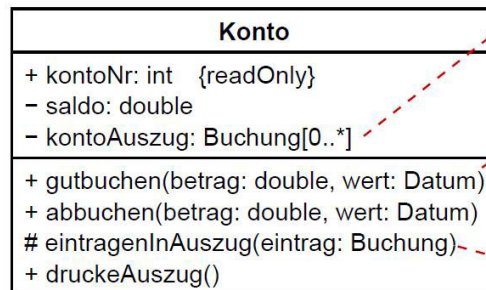 Konto
+ kontoNr: int {readOnly}
− saldo: double
− kontoAuszug: Buchung[0..*]
+ gutbuchen(betrag: double, wert: Datum)
+ abbuchen(betrag: double, wert: Datum)
# eintragenInAuszug(eintrag: Buchung)
+ druckeAuszug()